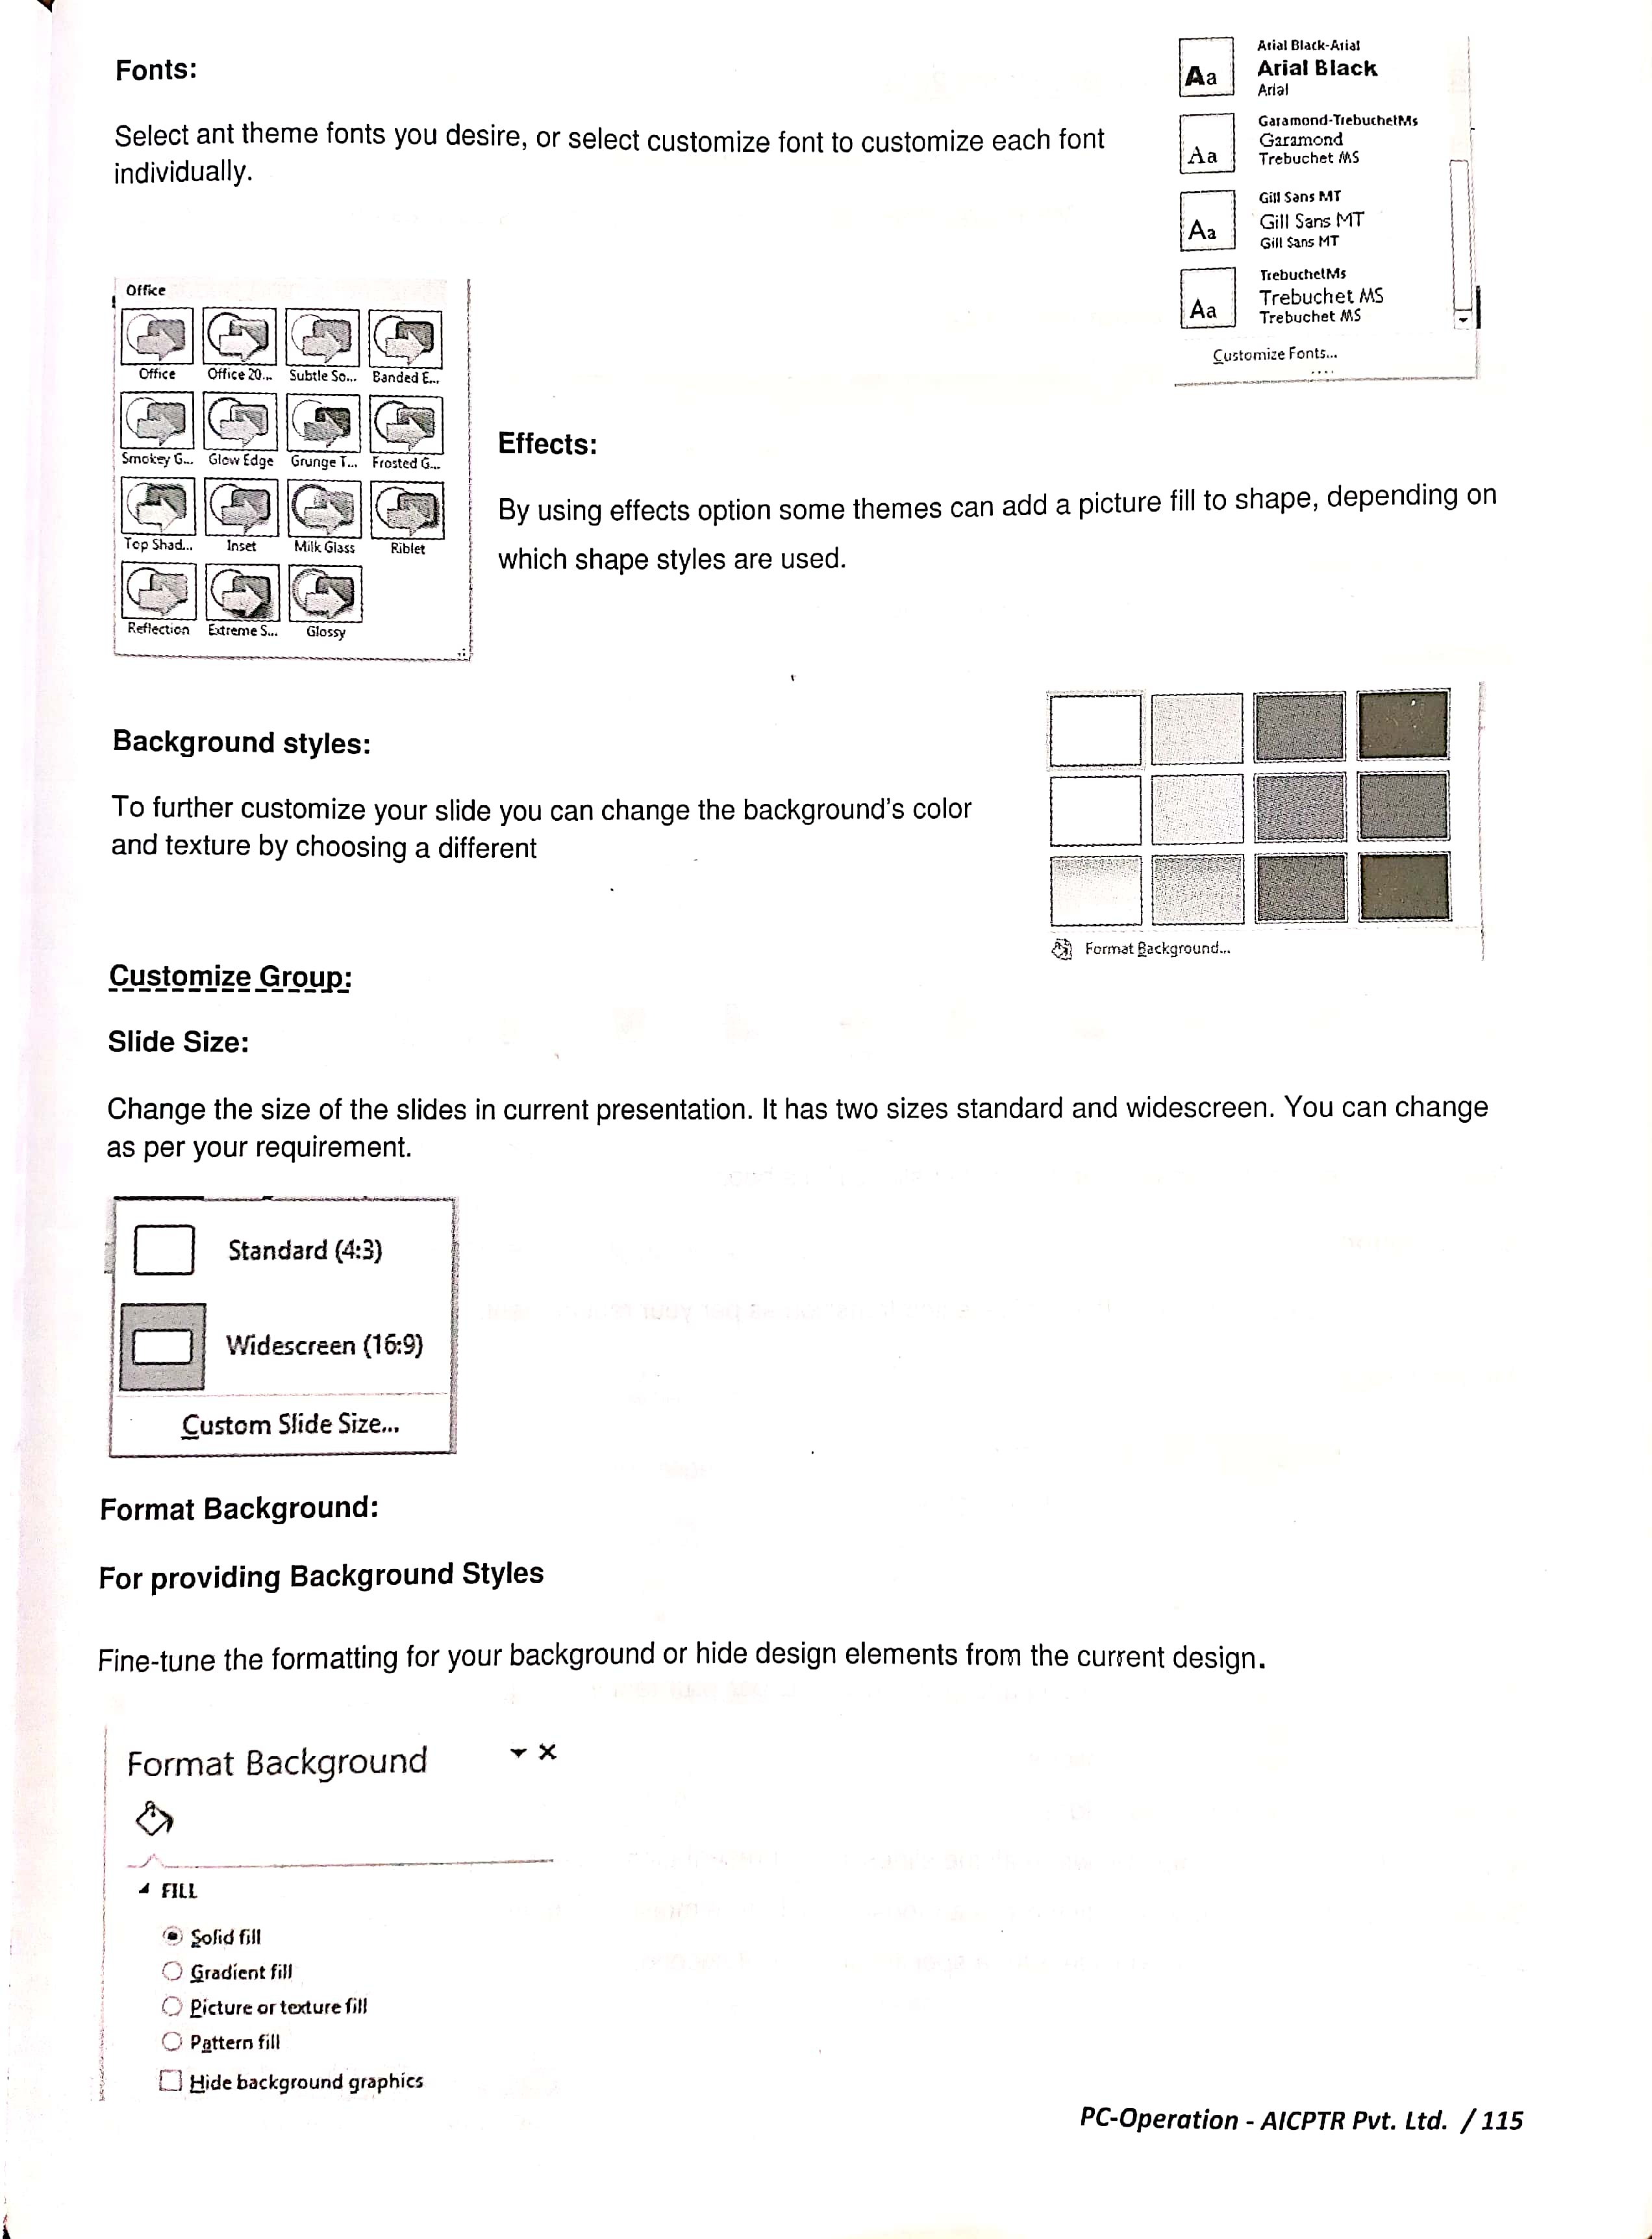 Fonts:
Select ant theme fonts you desire, or select customize font to customize each font
individually.
Arial Black-Arial
Aa
Arial Black
Arial
Garamond-TrebuchetMs
Aa
Garamond
Trebuchet MS
Gill Sans MT
Aa
Gill Sans MT
Gill Sans MT
TrebuchetMs
Aa
Trebuchet MS
Trebuchet MS
Customize Fonts...
Office
Office Office 20... Subtle So... Banded E...
Smokey G... Glow Edge Grunge T... Frosted G...
Top Shad... Inset Milk Glass Riblet
Reflection Extreme S... Glossy
Effects:
By using effects option some themes can add a picture fill to shape, depending on
which shape styles are used.
Background styles:
To further customize your slide you can change the background's color
and texture by choosing a different
Format Background...
Customize Group:
Slide Size:
Change the size of the slides in current presentation. It has two sizes standard and widescreen. You can change
as per your requirement.
Standard (4:3)
Widescreen (16:9)
Custom Slide Size...
Format Background:
For providing Background Styles
Fine-tune the formatting for your background or hide design elements from the current design.
Format Background
FILL
Solid fill
Gradient fill
Picture or texture fill
Pattern fill
Hide background graphics
PC-Operation - AICPTR Pvt. Ltd. / 115